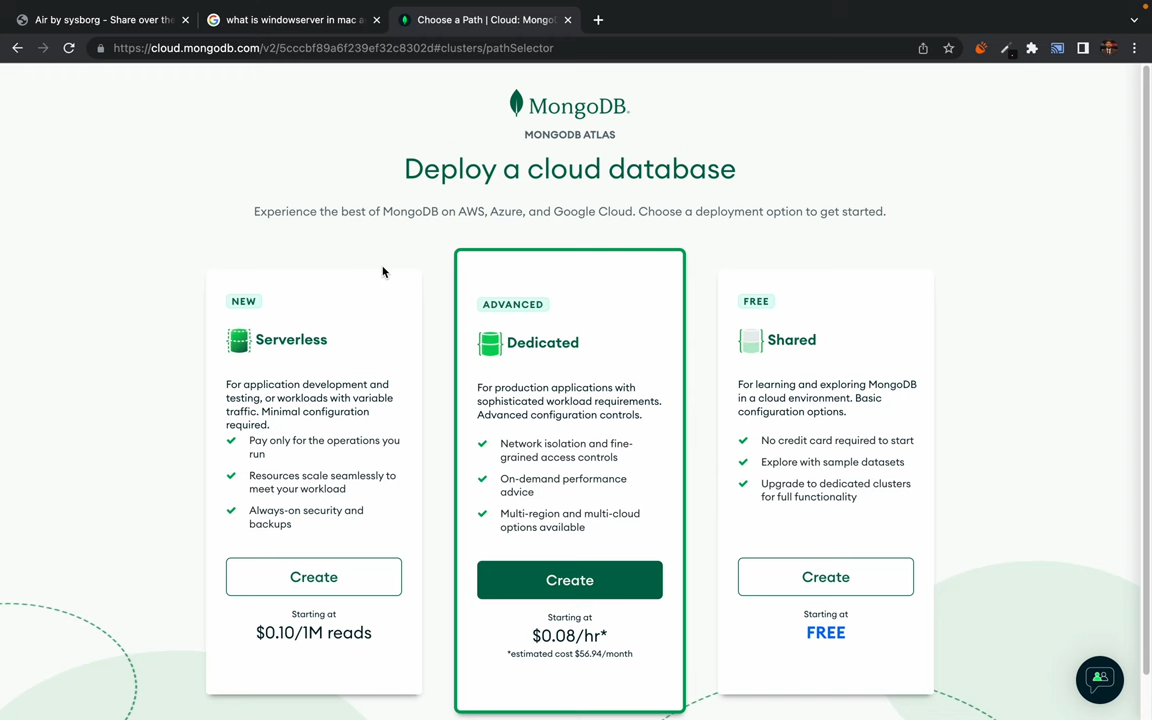 Air by sysborg - Share over the
what is windowserver in mac a
Choose a Path | Cloud: Mongo
https://cloud.mongodb.com/v2/5cccbf89a6f239ef32c8302d#clusters/pathSelector
MongoDB.
MONGODB ATLAS
Deploy a cloud database
Experience the best of MongoDB on AWS, Azure, and Google Cloud. Choose a deployment option to get started.
NEW
Serverless
For application development and
testing, or workloads with variable
traffic. Minimal configuration
required.
Pay only for the operations you
run
Resources scale seamlessly to
meet your workload
Always-on security and
backups
Create
Starting at
$0.10/1M reads
ADVANCED
Dedicated
For production applications with
sophisticated workload requirements.
Advanced configuration controls.
Network isolation and fine-
grained access controls
On-demand performance
advice
Multi-region and multi-cloud
options available
Create
Starting at
$0.08/hr*
*estimated cost $56.94/month
FREE
Shared
For learning and exploring MongoDB
in a cloud environment. Basic
configuration options.
No credit card required to start
Explore with sample datasets
Upgrade to dedicated clusters
for full functionality
Create
Starting at
FREE